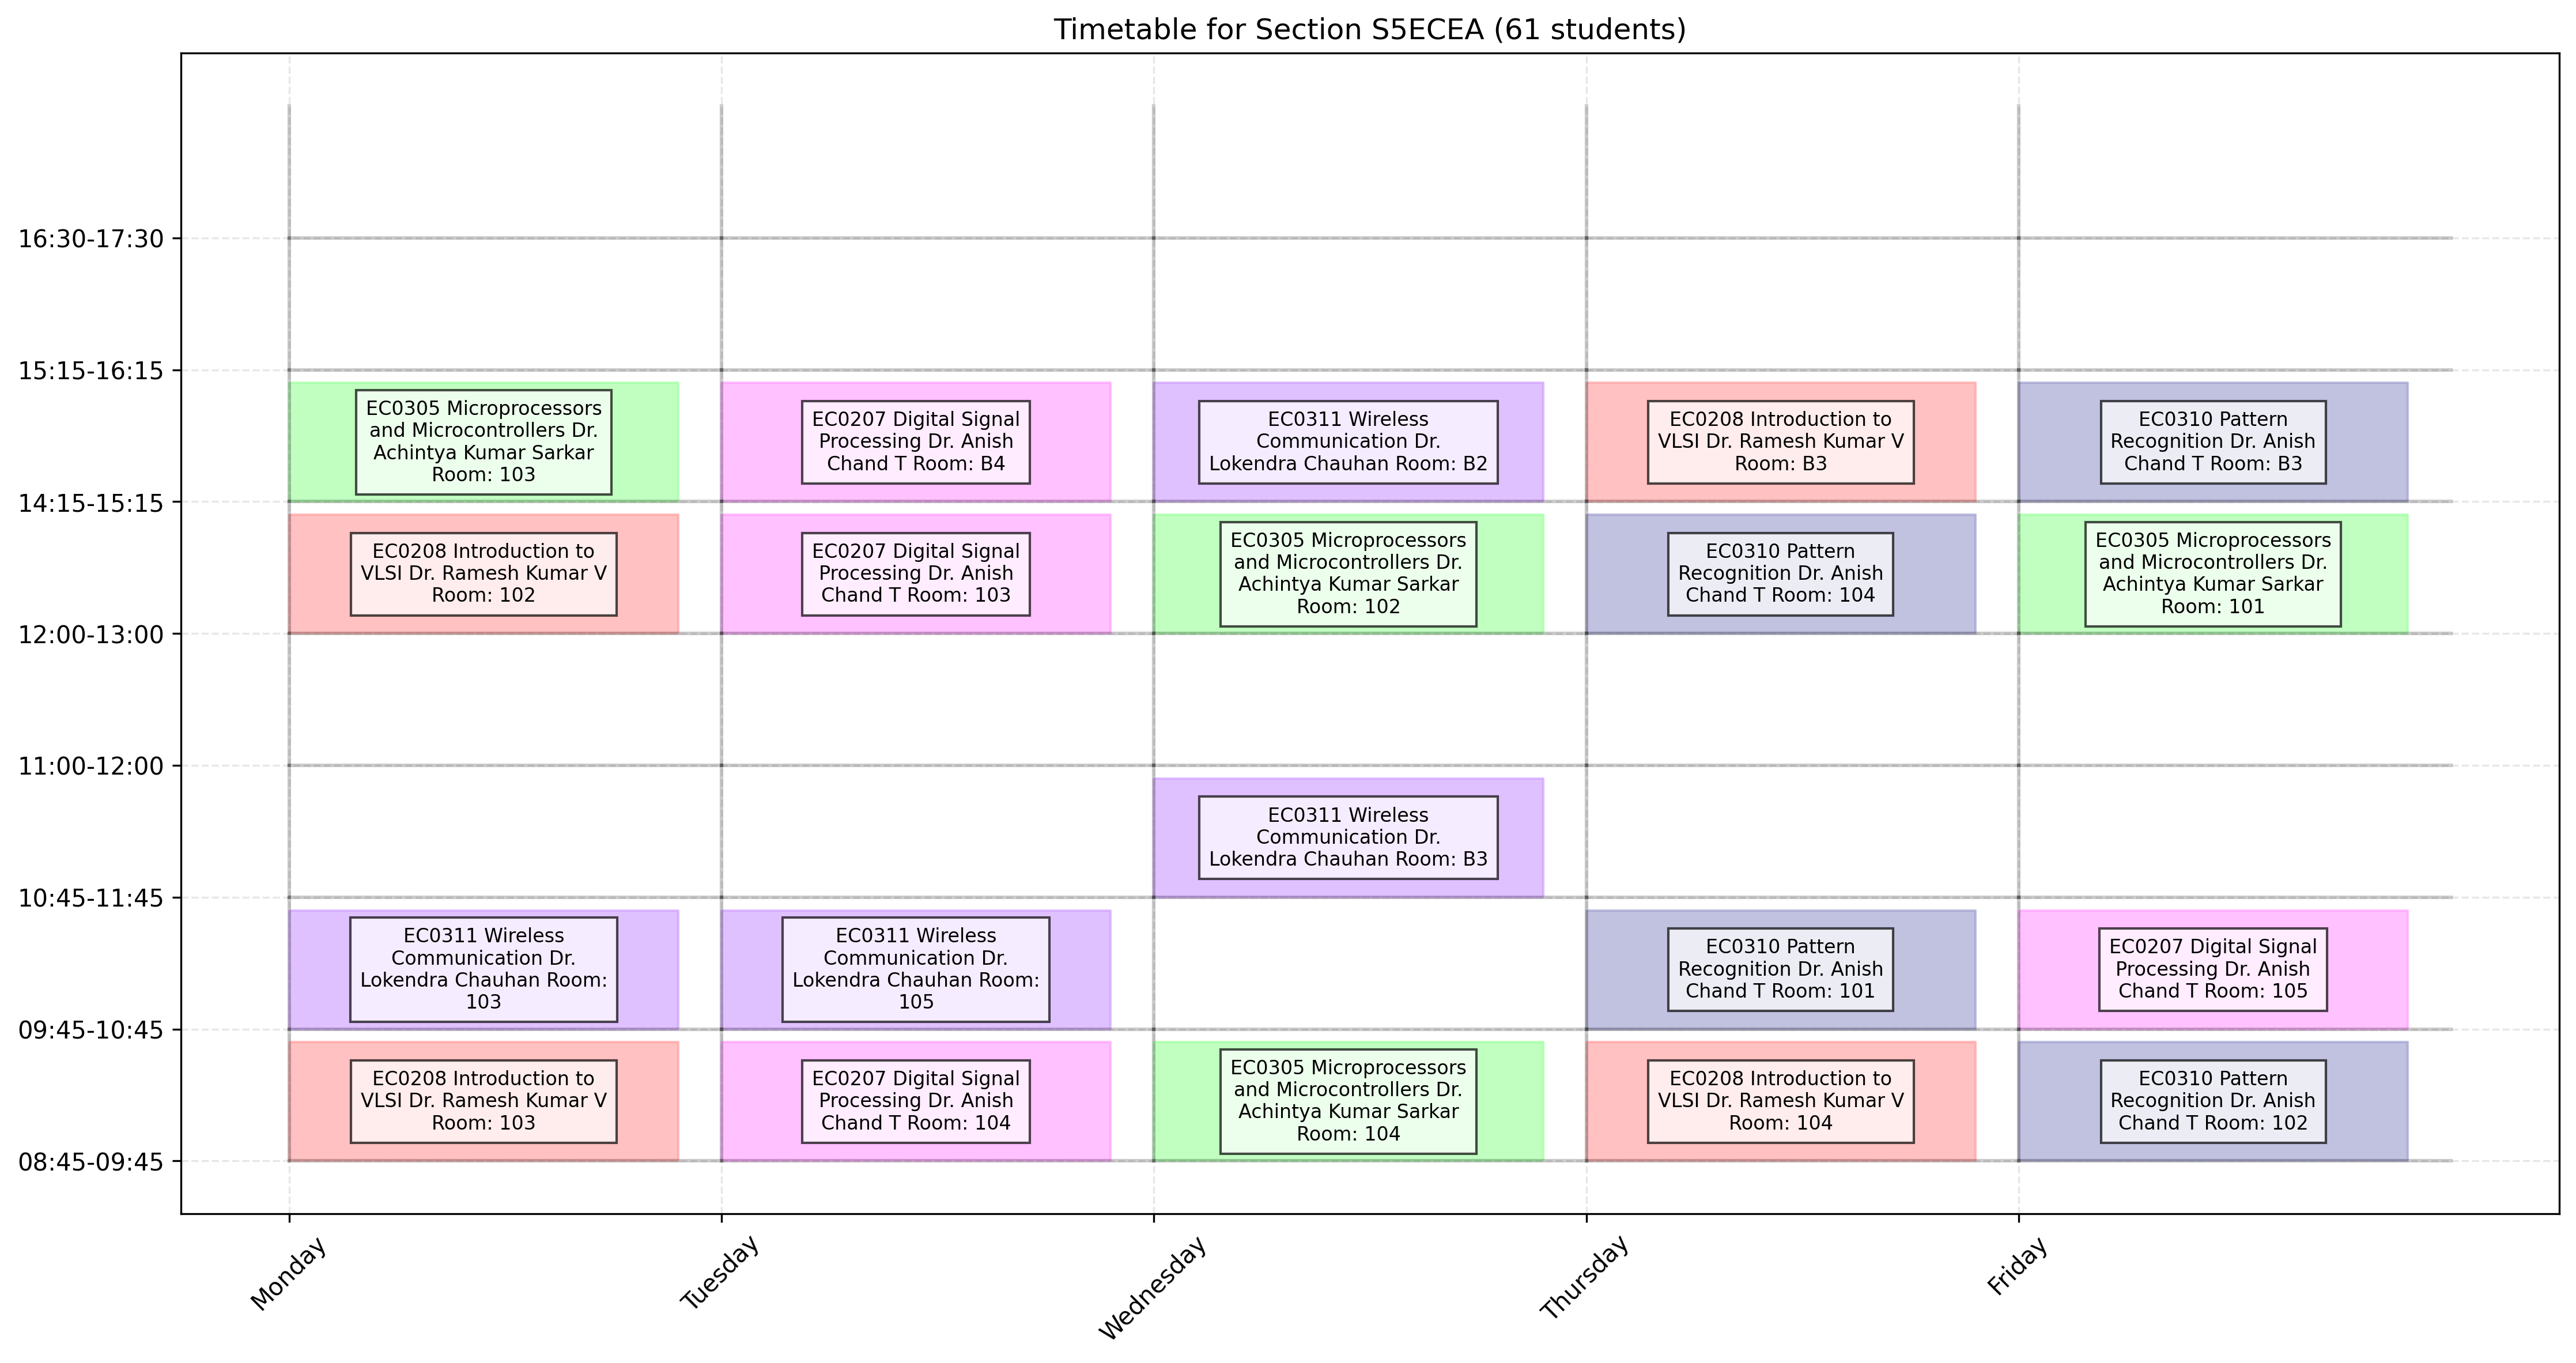 Timetable for Section S5ECEA (61 students)
16:30-17:30
15:15-16:15
EC0305 Microprocessors
and Microcontrollers Dr.
Achintya Kumar Sarkar
Room: 103
EC0207 Digital Signal
Processing Dr. Anish
Chand T Room: B4
EC0311 Wireless
Communication Dr.
Lokendra Chauhan Room: B2
EC0208 Introduction to
VLSI Dr. Ramesh Kumar V
Room: B3
EC0310 Pattern
Recognition Dr. Anish
Chand T Room: B3
14:15-15:15
EC0208 Introduction to
VLSI Dr. Ramesh Kumar V
Room: 102
EC0207 Digital Signal
Processing Dr. Anish
Chand T Room: 103
EC0305 Microprocessors
and Microcontrollers Dr.
Achintya Kumar Sarkar
Room: 102
EC0310 Pattern
Recognition Dr. Anish
Chand T Room: 104
EC0305 Microprocessors
and Microcontrollers Dr.
Achintya Kumar Sarkar
Room: 101
12:00-13:00
11:00-12:00
EC0311 Wireless
Communication Dr.
Lokendra Chauhan Room: B3
10:45-11:45
EC0311 Wireless
Communication Dr.
Lokendra Chauhan Room:
103
EC0311 Wireless
Communication Dr.
Lokendra Chauhan Room:
105
EC0310 Pattern
Recognition Dr. Anish
Chand T Room: 101
EC0207 Digital Signal
Processing Dr. Anish
Chand T Room: 105
09:45-10:45
EC0208 Introduction to
VLSI Dr. Ramesh Kumar V
Room: 103
EC0207 Digital Signal
Processing Dr. Anish
Chand T Room: 104
EC0305 Microprocessors
and Microcontrollers Dr.
Achintya Kumar Sarkar
Room: 104
EC0208 Introduction to
VLSI Dr. Ramesh Kumar V
Room: 104
EC0310 Pattern
Recognition Dr. Anish
Chand T Room: 102
08:45-09:45
Monday
Tuesday
Wednesday
Thursday
Friday